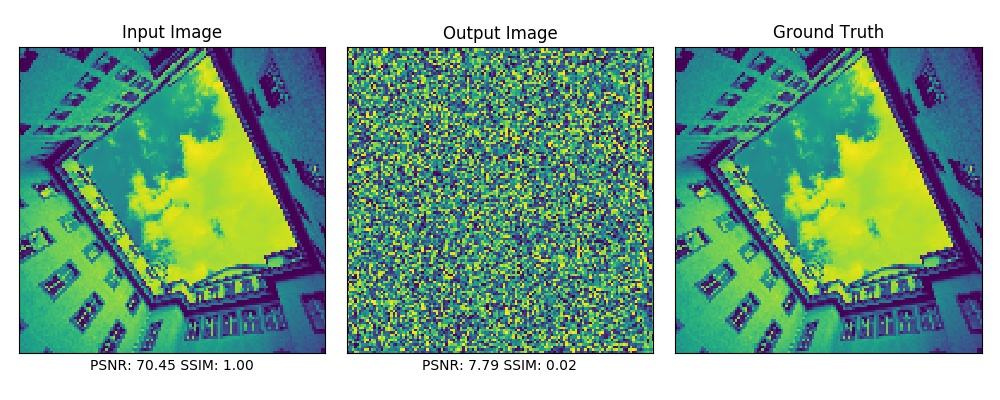 Input Image
Output Image
Ground Truth
PSNR: 70.45 SSIM: 1.00
PSNR: 7.79 SSIM: 0.02